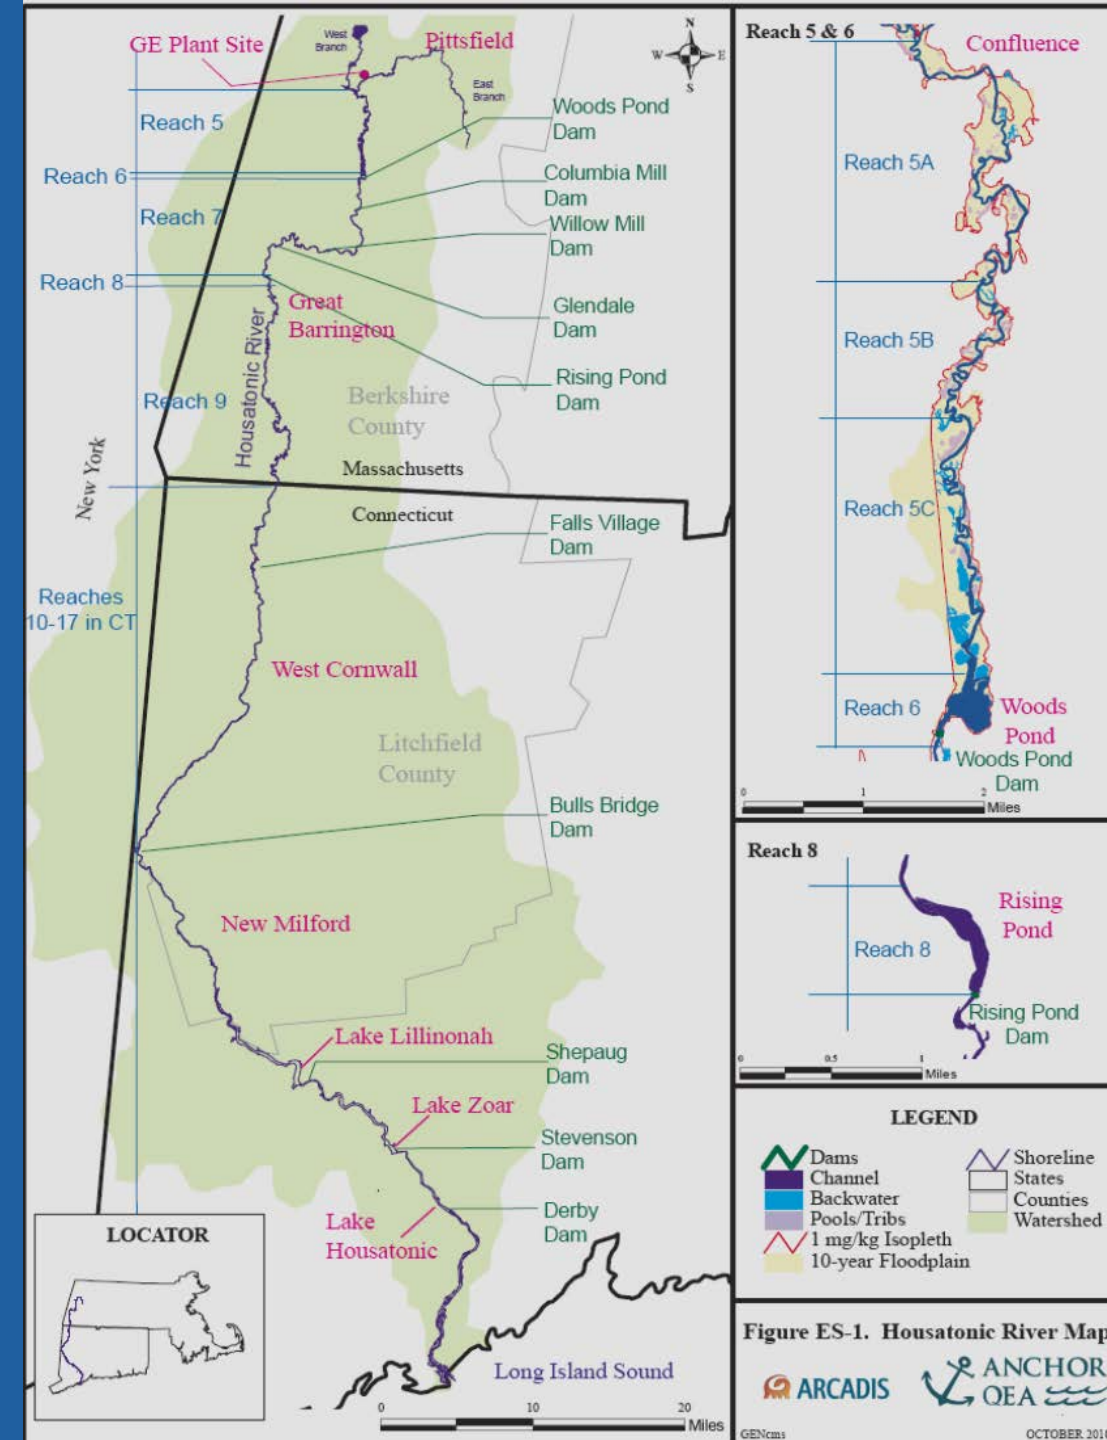 West
Branch
GE Plant Site
Pittsfield
N
W
E
S
East
Branch
Reach 5
Woods Pond
Dam
Reach 6
Columbia Mill
Dam
Reach 7
Willow Mill
Dam
Reach 8
Great
Barrington
Glendale
Dam
Housatonic River
Rising Pond
Dam
Reach 9
Berkshire
County
New York
Massachusetts
Connecticut
Falls Village
Dam
Reaches
10-17 in CT
West Cornwall
Litchfield
County
Bulls Bridge
Dam
New Milford
Lake Lillinonah
Shepaug
Dam
Lake Zoar
Stevenson
Dam
Lake
Housatonic
Derby
Dam
LOCATOR
Long Island Sound
0 10 20
Miles
Reach 5 & 6
Confluence
Reach 5A
Reach 5B
Reach 5C
Reach 6
Woods
Pond
Woods Pond
Dam
0 1 2
Miles
Reach 8
Rising
Pond
Reach 8
Rising Pond
Dam
0 0.5 1
Miles
LEGEND
Dams
Channel
Backwater
Pools/Tribs
1 mg/kg Isopleth
10-year Floodplain
Shoreline
States
Counties
Watershed
Figure ES-1. Housatonic River Map
ARCADIS
ANCHOR
QEA
GENcms
OCTOBER 2010